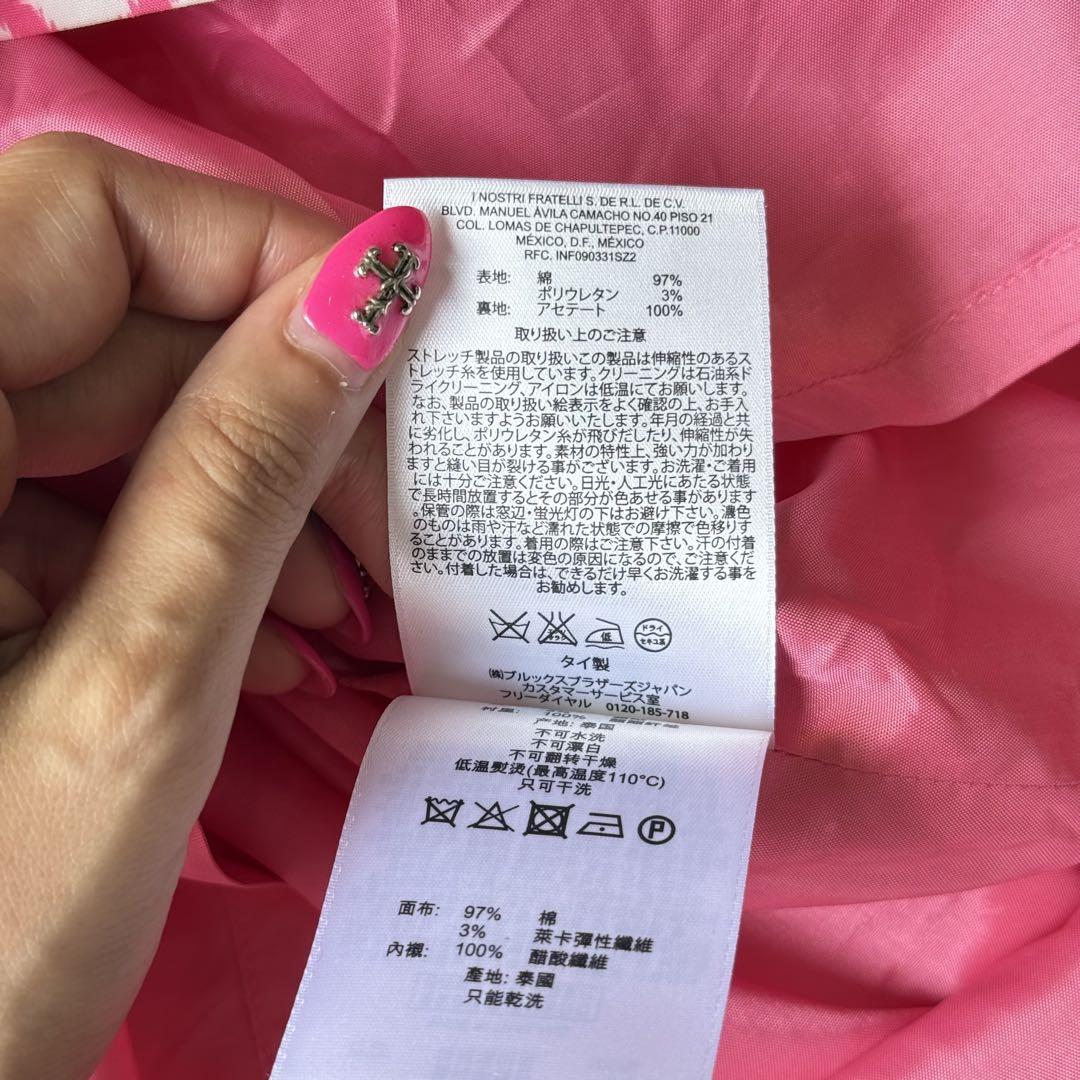 I NOSTRI FRATELLI S. DE R.L. DE C.V.
BLVD. MANUEL ÁVILA CAMACHO NO.40 PISO 21
COL. LOMAS DE CHAPULTEPEC, C.P.11000
MÉXICO, D.F., MÉXICO
RFC. INF090331SZ2
表地: 綿 97%
ポリウレタン 3%
裏地: アセテート 100%
取り扱い上のご注意
ストレッチ製品の取り扱いこの製品は伸縮性のあるス
トレッチ糸を使用しています。クリーニングは石油系ド
ライクリーニング、アイロンは低温にてお願いします。
なお、製品の取り扱い絵表示をよく確認の上、お手入
れ下さいますようお願いいたします。年月の経過と共
に劣化し、ポリウレタン糸が飛びだしたり、伸縮性が失
われることがあります。素材の特性上、強い力が加わり
ますと縫い目が裂ける事がございます。お洗濯・ご着用
には十分ご注意ください。日光・人工光にあたる状態
で長時間放置するとその部分が色あせる事があります
。保管の際は窓辺・蛍光灯の下はお避け下さい。濃色
のものは雨や汗など濡れた状態での摩擦で色移りす
ることがあります。着用の際はご注意下さい。汗の付着
のままでの放置は変色の原因になるので、ご注意くださ
い。付着した場合は、できるだけ早くお洗濯する事を
お勧めします。
低
ドライ
セキユ系
タイ製
㈱ブルックスブラザーズジャパン
カスタマーサービス室
フリーダイヤル 0120-185-718
衬里: 100% 醋酯纤维
产地: 泰国
不可水洗
不可漂白
不可翻转干燥
低温熨烫(最高温度110°C)
只可干洗
P
面布: 97% 棉
3% 萊卡彈性纖維
內襯: 100% 醋酸纖維
產地: 泰國
只能乾洗